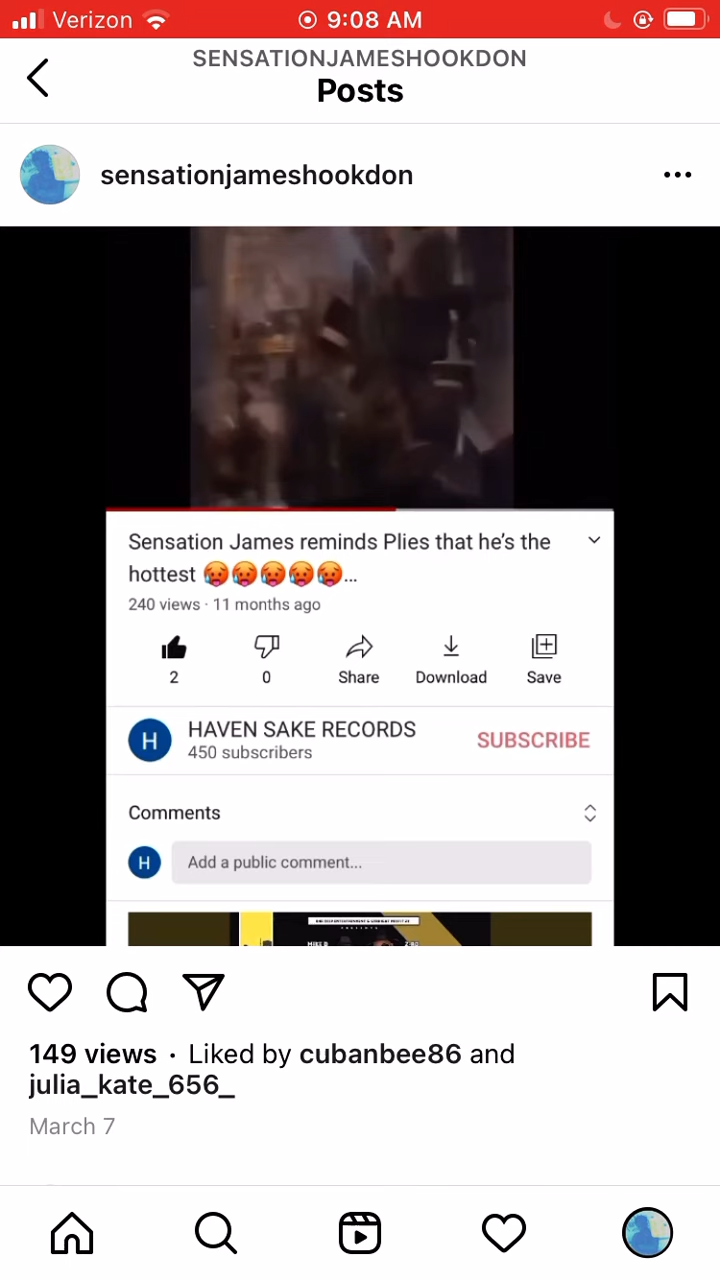 Verizon 9:08 AM
SENSATIONJAMESHOOKDON
Posts
sensationjameshookdon
Sensation James reminds Plies that he's the
hottest 🥵🥵🥵🥵🥵...
240 views · 11 months ago
2 0 Share Download Save
H HAVEN SAKE RECORDS SUBSCRIBE
450 subscribers
Comments
H Add a public comment...
149 views · Liked by cubanbee86 and
julia_kate_656_
March 7